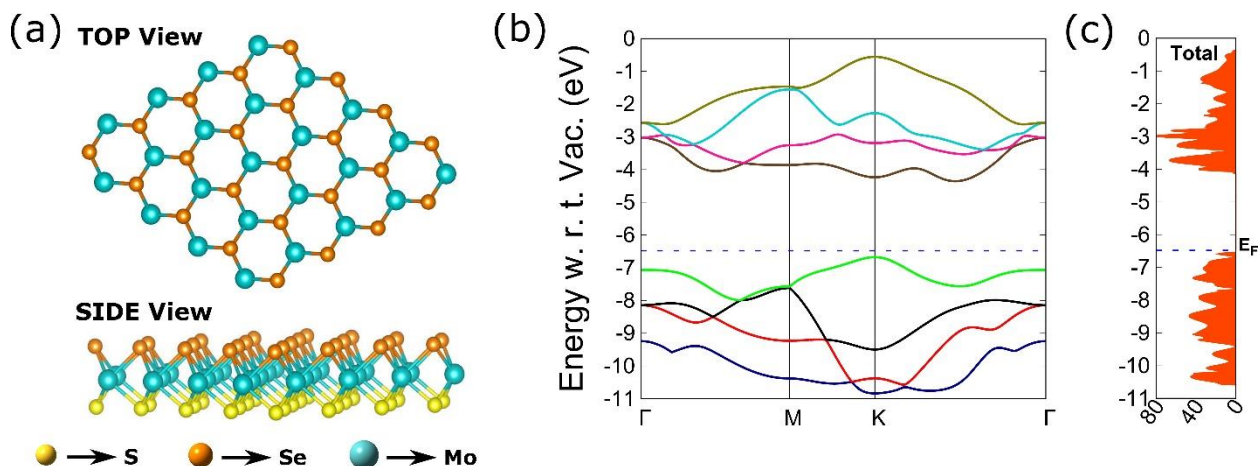 (a)
TOP View
SIDE View
S
Se
Mo
(b)
Energy w. r. t. Vac. (eV)
0
-1
-2
-3
-4
-5
-6
-7
-8
-9
-10
-11
Γ M K Γ
(c)
Total
0
-1
-2
-3
-4
-5
-6
-7
-8
-9
-10
-11
E_F
80 40 0